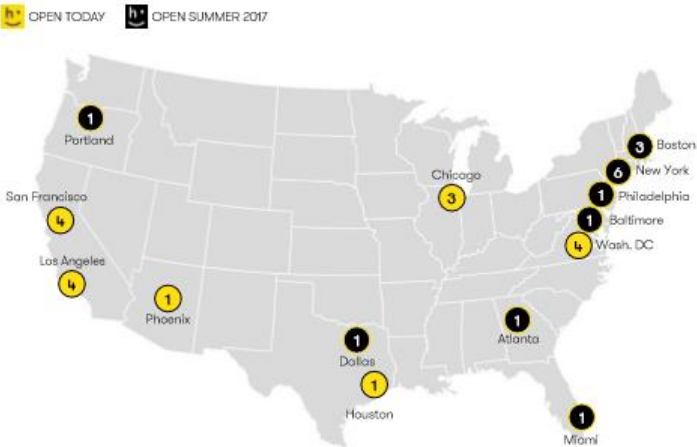 h+ OPEN TODAY h+ OPEN SUMMER 2017
1
Portland
3 Boston
6 New York
Chicago
3
1 Philadelphia
San Francisco
4
1 Baltimore
4 Wash. DC
Los Angeles
4
1
Phoenix
1
Atlanta
1
Dallas
1
Houston
1
Miami